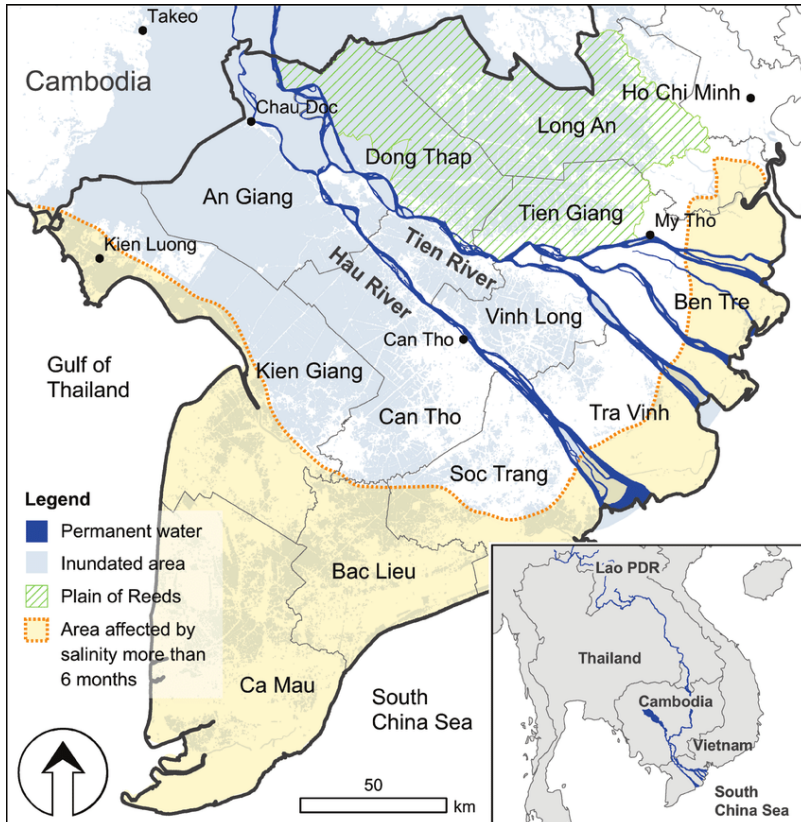 Takeo
Cambodia
Ho Chi Minh
Chau Doc
Long An
Dong Thap
An Giang
Tien Giang
My Tho
Kien Luong
Tien River
Hau River
Ben Tre
Vinh Long
Can Tho
Gulf of
Thailand
Kien Giang
Can Tho
Tra Vinh
Soc Trang
Legend
Permanent water
Inundated area
Plain of Reeds
Area affected by
salinity more than
6 months
Bac Lieu
Ca Mau
South
China Sea
50
km
Lao PDR
Thailand
Cambodia
Vietnam
South
China Sea